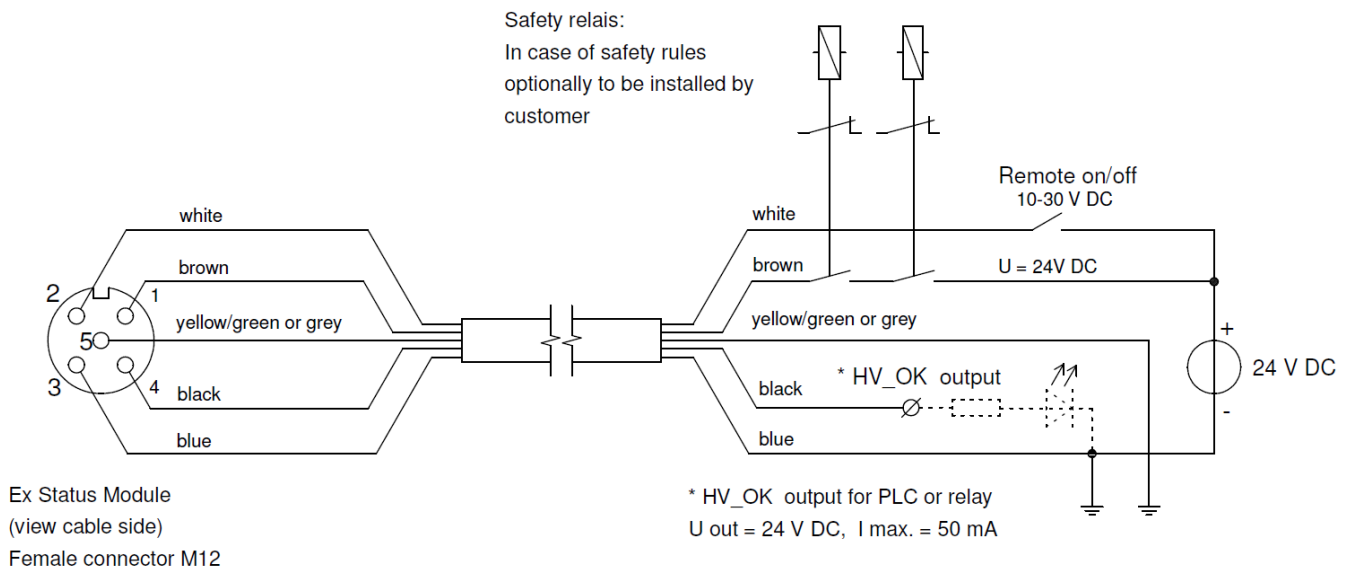 Safety relais:
In case of safety rules
optionally to be installed by
customer
Remote on/off
10-30 V DC
white
white
brown
brown
U = 24V DC
2
1
yellow/green or grey
yellow/green or grey
5
+
24 V DC
-
3
4
black
black
* HV_OK output
blue
blue
Ex Status Module
(view cable side)
Female connector M12
* HV_OK output for PLC or relay
U out = 24 V DC, I max. = 50 mA